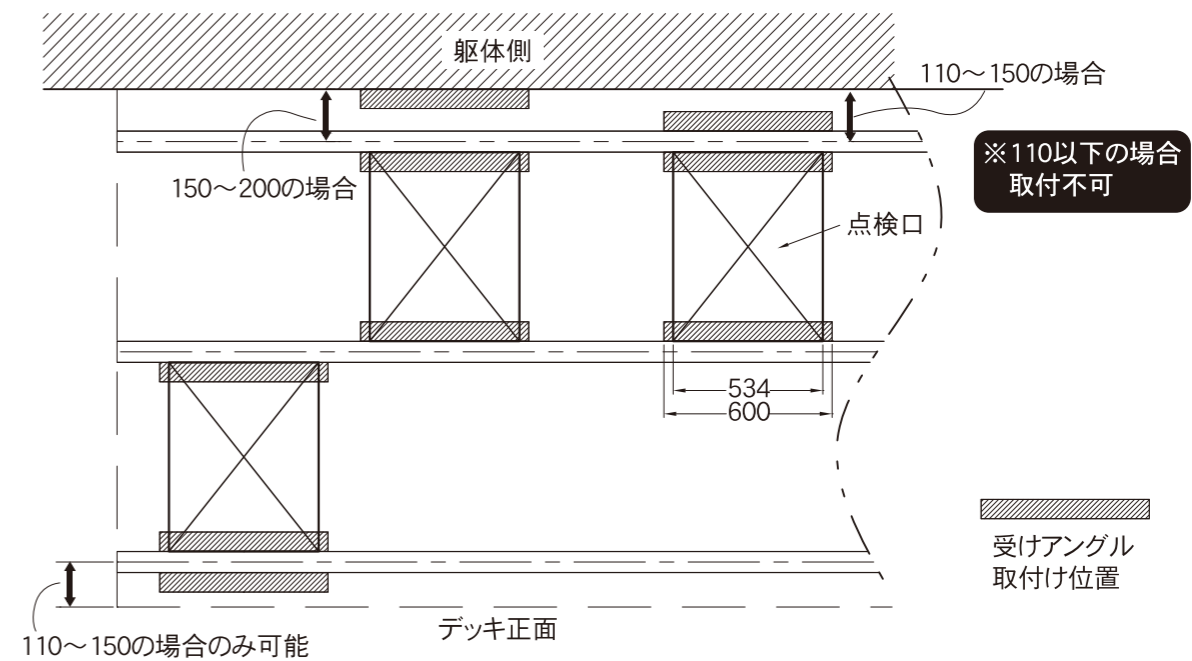 躯体側
110～150の場合
※110以下の場合
取付不可
150～200の場合
点検口
534
600
受けアングル
取付け位置
デッキ正面
110～150の場合のみ可能